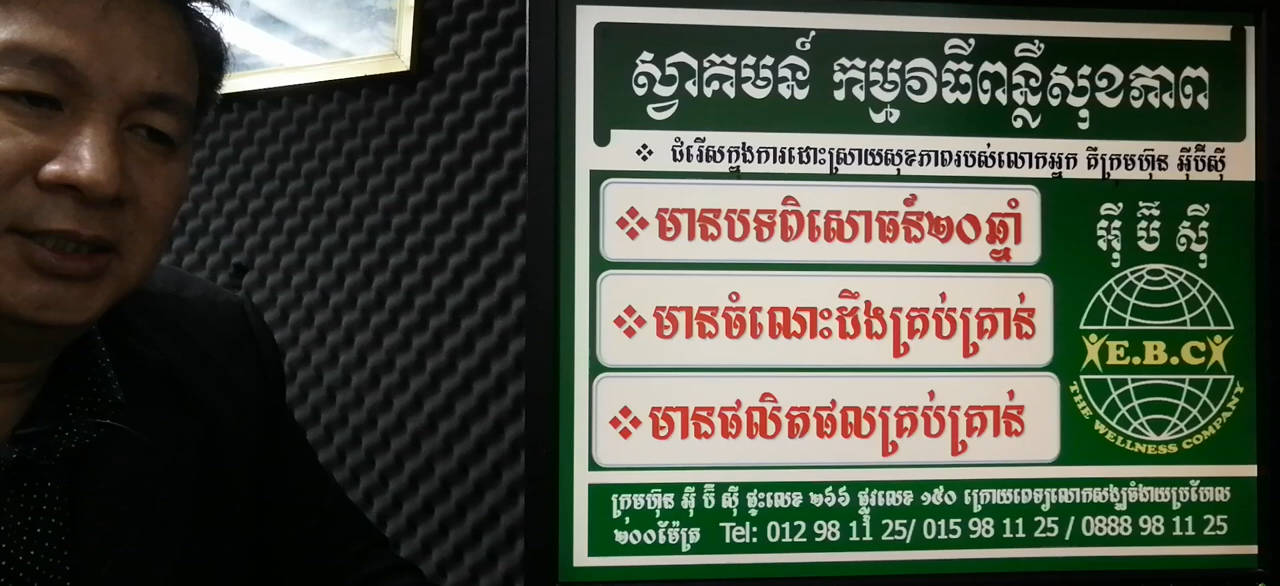 ស្វាគមន៍ កម្មវិធីពន្លឺសុខភាព
❖ ជំរើសក្នុងការដោះស្រាយសុខភាពរបស់លោកអ្នក គឺក្រុមហ៊ុន អ៊ីប៊ីស៊ី
❖មានបទពិសោធន៍២០ឆ្នាំ
❖មានចំណេះដឹងគ្រប់គ្រាន់
❖មានផលិតផលគ្រប់គ្រាន់
អ៊ី ប៊ី ស៊ី
E.B.C
THE WELLNESS COMPANY
ក្រុមហ៊ុន អ៊ី ប៊ី ស៊ី ផ្ទះលេខ ២៦៦ ផ្លូវលេខ ១៥០ ក្រោយពេទ្យលោកសង្ឃចំងាយប្រហែល
២០០ម៉ែត្រ Tel: 012 98 11 25/ 015 98 11 25 / 0888 98 11 25